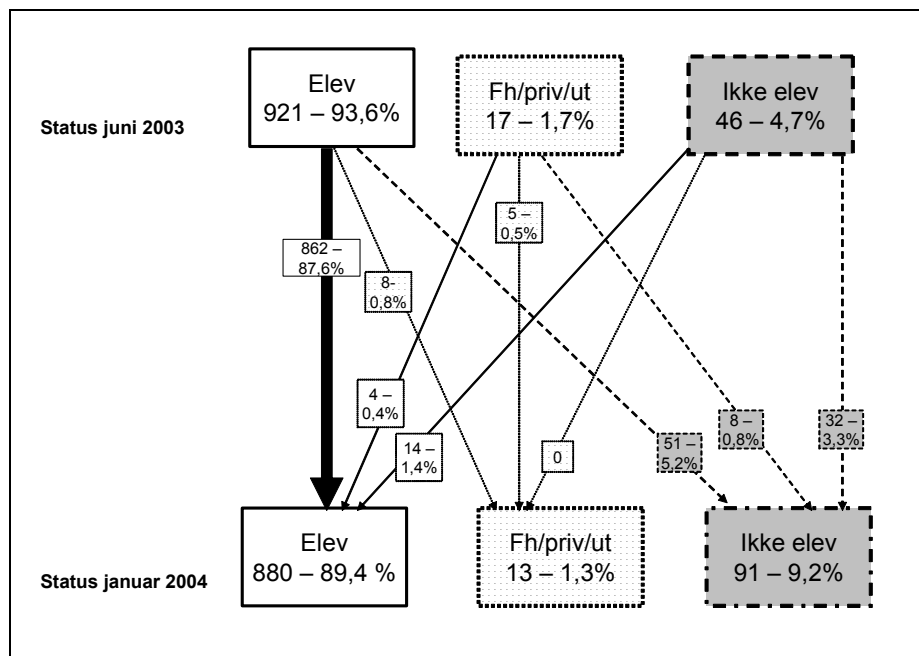 Status juni 2003
Elev
921 – 93,6%
Fh/priv/ut
17 – 1,7%
Ikke elev
46 – 4,7%
862 –
87,6%
8-
0,8%
5 –
0,5%
4 –
0,4%
14 –
1,4%
0
51 –
5,2%
8 –
0,8%
32 –
3,3%
Status januar 2004
Elev
880 – 89,4 %
Fh/priv/ut
13 – 1,3%
Ikke elev
91 – 9,2%